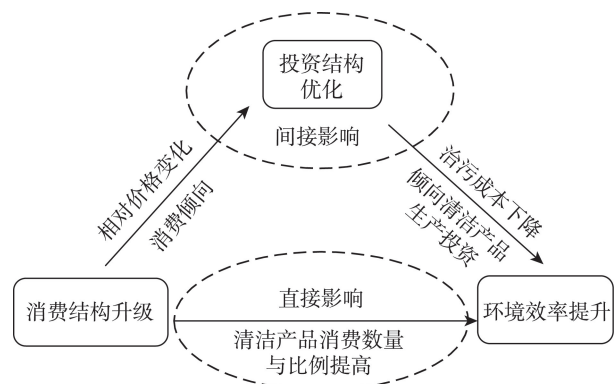 投资结构
优化
间接影响
相对价格变化
消费倾向
治污成本下降
倾向清洁产品
生产投资
消费结构升级
直接影响
清洁产品消费数量
与比例提高
环境效率提升